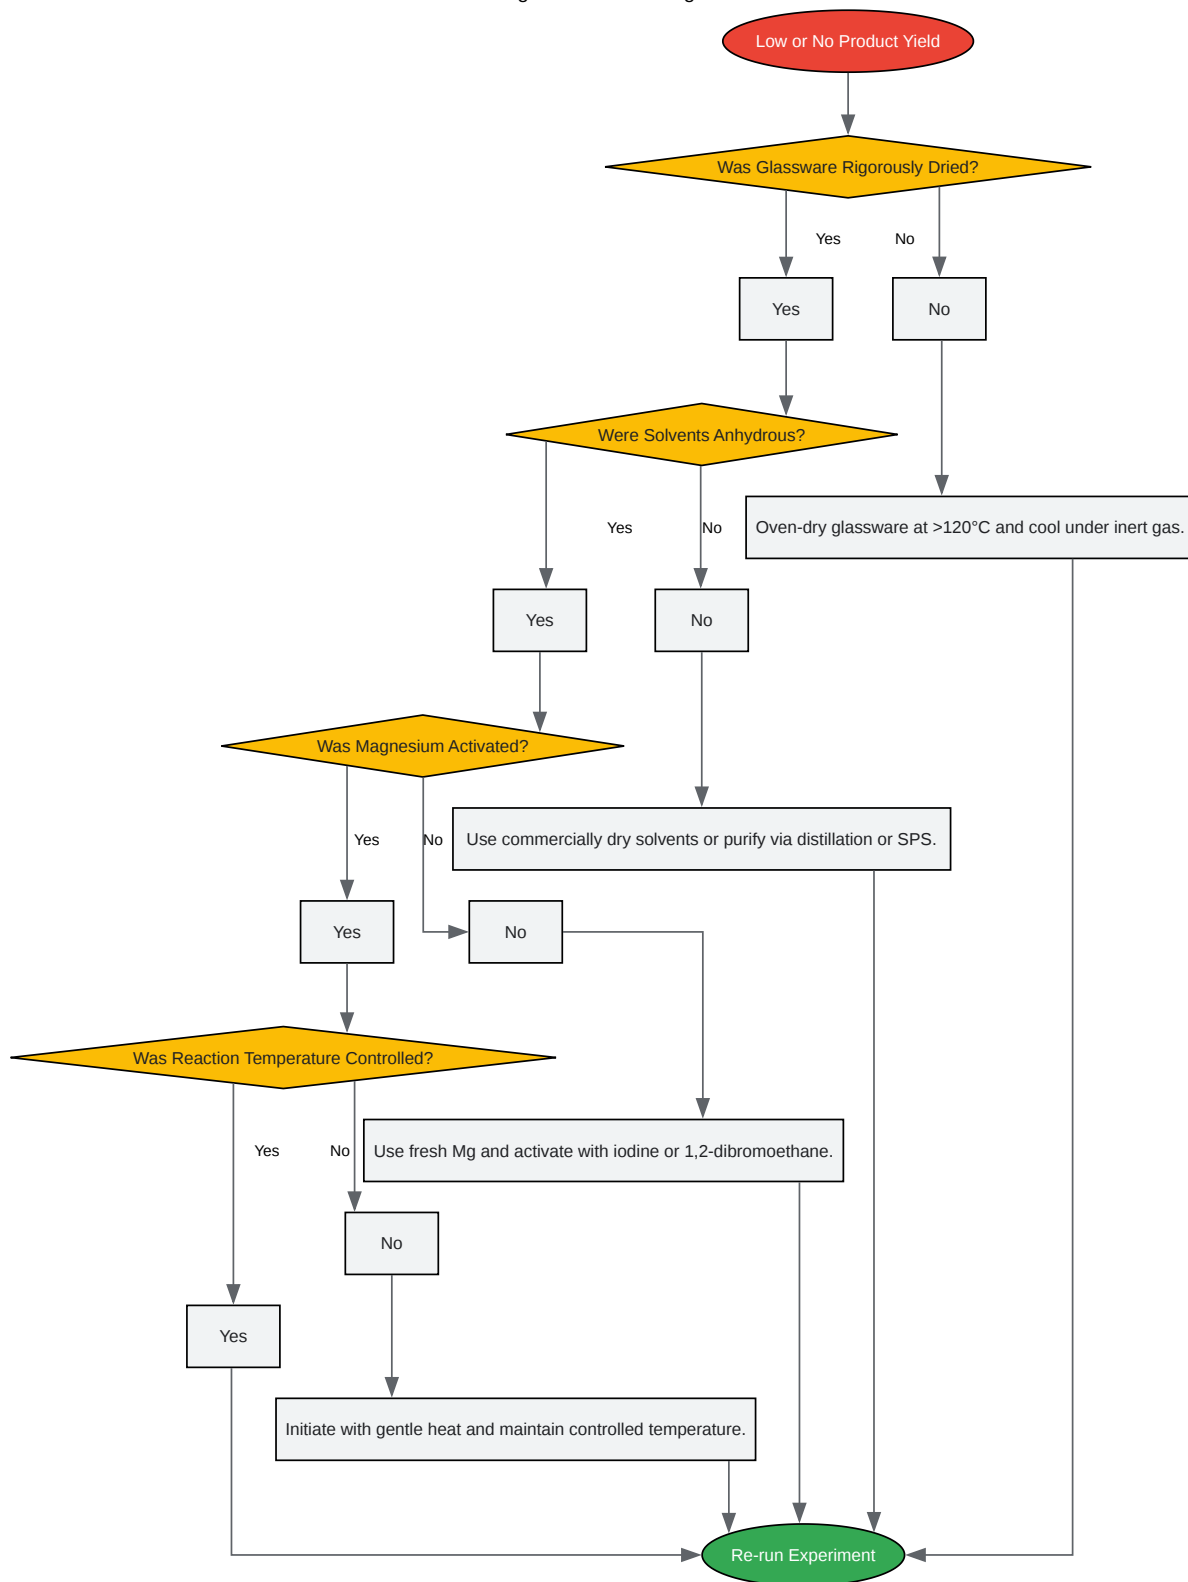 Low or No Product Yield
Was Glassware Rigorously Dried?
Yes
No
Yes
No
Were Solvents Anhydrous?
Oven-dry glassware at >120°C and cool under inert gas.
Yes
No
Yes
No
Was Magnesium Activated?
Use commercially dry solvents or purify via distillation or SPS.
Yes
No
Yes
No
Was Reaction Temperature Controlled?
Use fresh Mg and activate with iodine or 1,2-dibromoethane.
Yes
No
No
Yes
Initiate with gentle heat and maintain controlled temperature.
Re-run Experiment